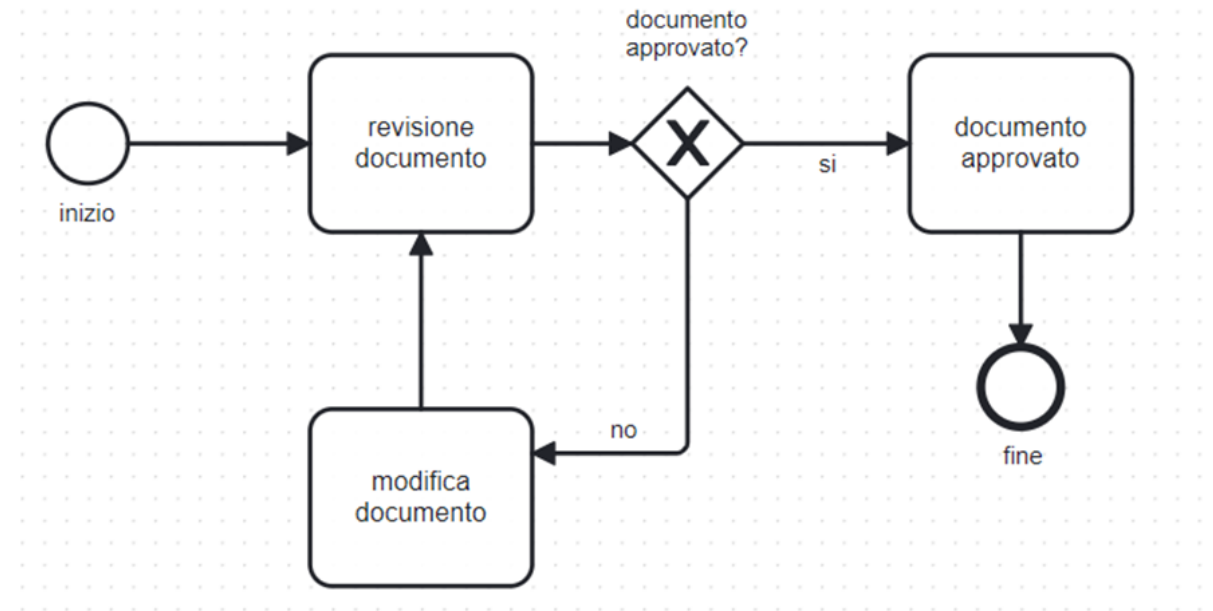 documento
approvato?
revisione
documento
documento
approvato
si
inizio
no
modifica
documento
fine